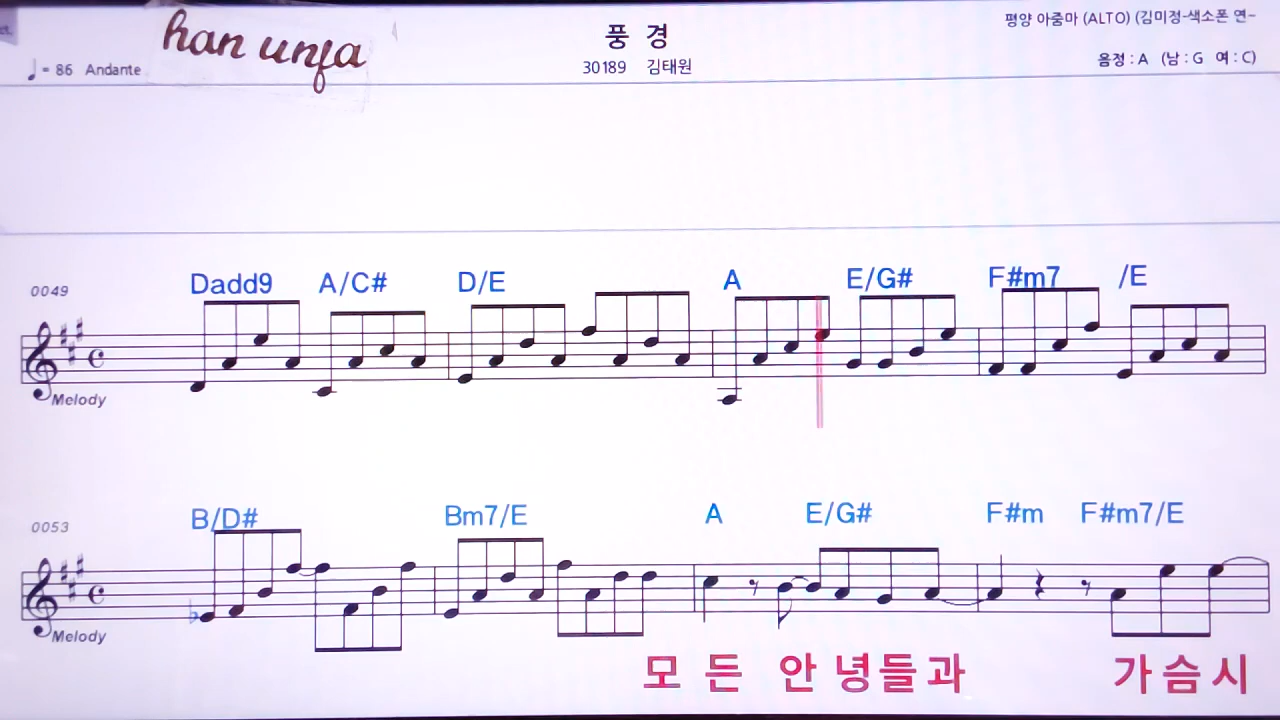 han unfa
풍 경
평양 아줌마 (ALTO) (김미정-색소폰 연~
♩= 86 Andante
30189 김태원
음정 : A (남 : G 여 : C)
0049
Dadd9 A/C# D/E A E/G# F#m7 /E
Melody
0053
B/D# Bm7/E A E/G# F#m F#m7/E
Melody
모 든 안 녕들과 가슴시